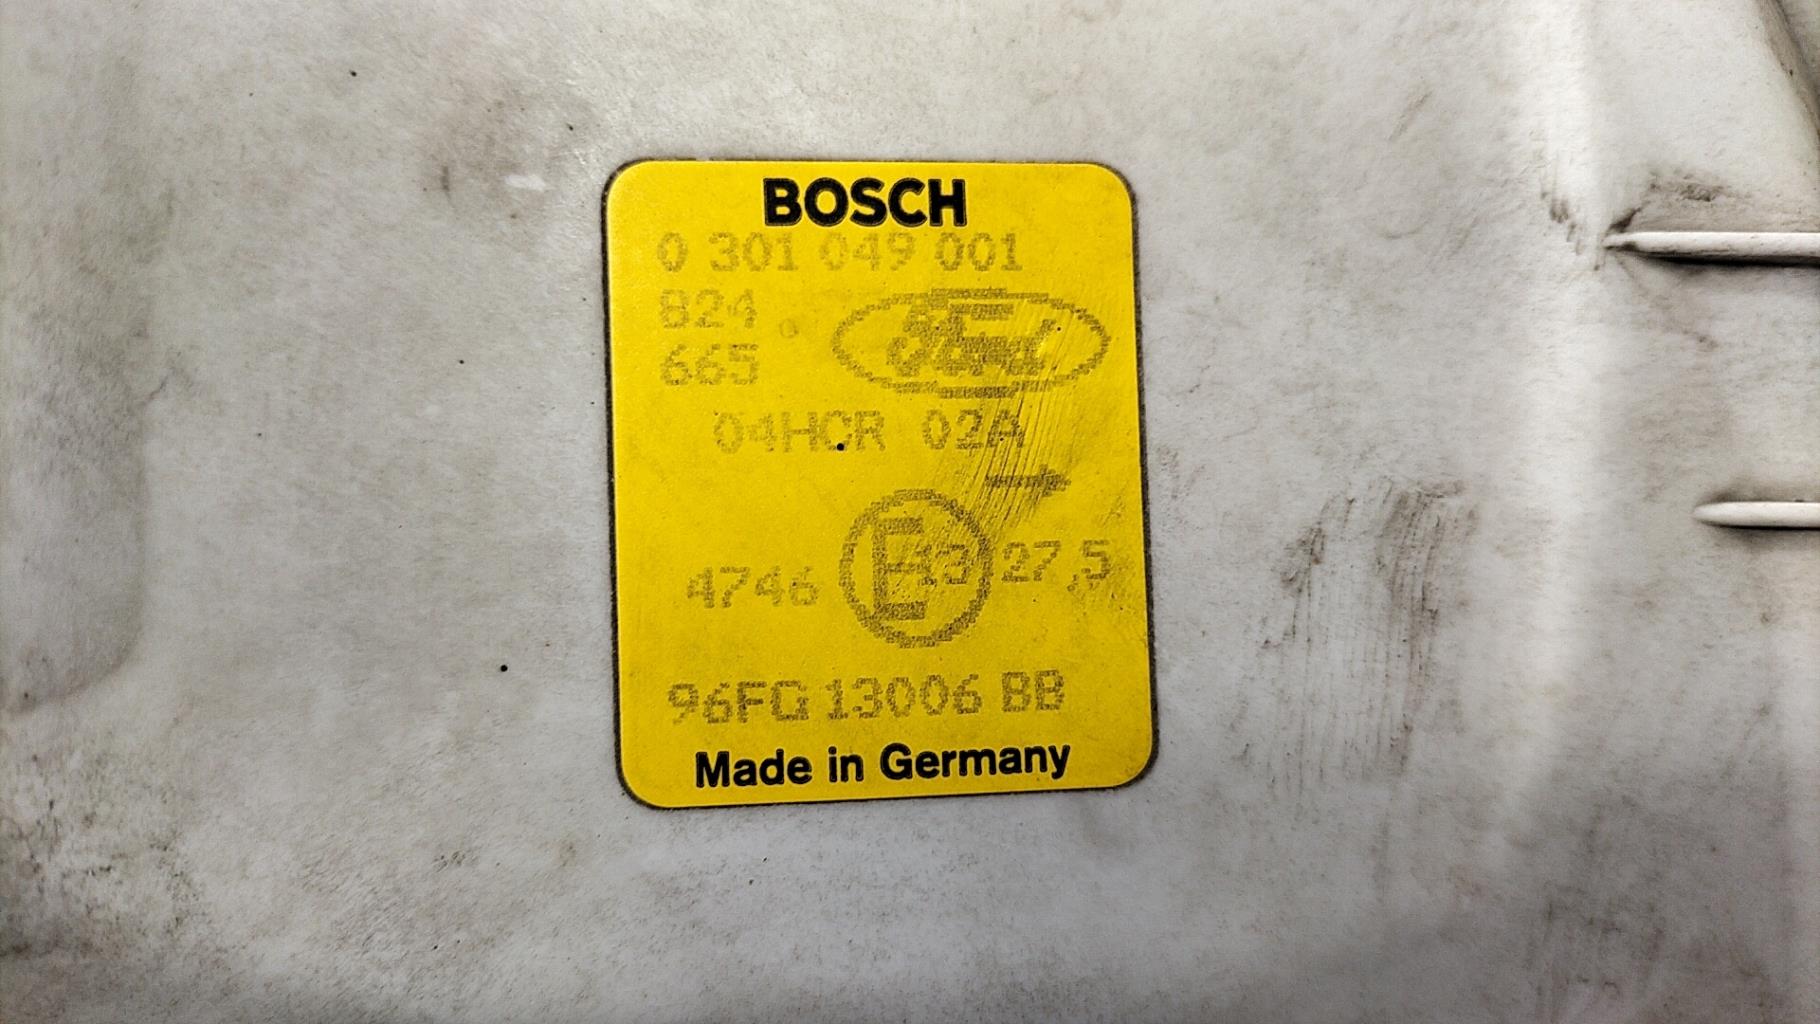 BOSCH
0 301 049 001
824
665
Ford
04HCR 02A
→
4746 E13 27,5
96FG 13006 BB
Made in Germany